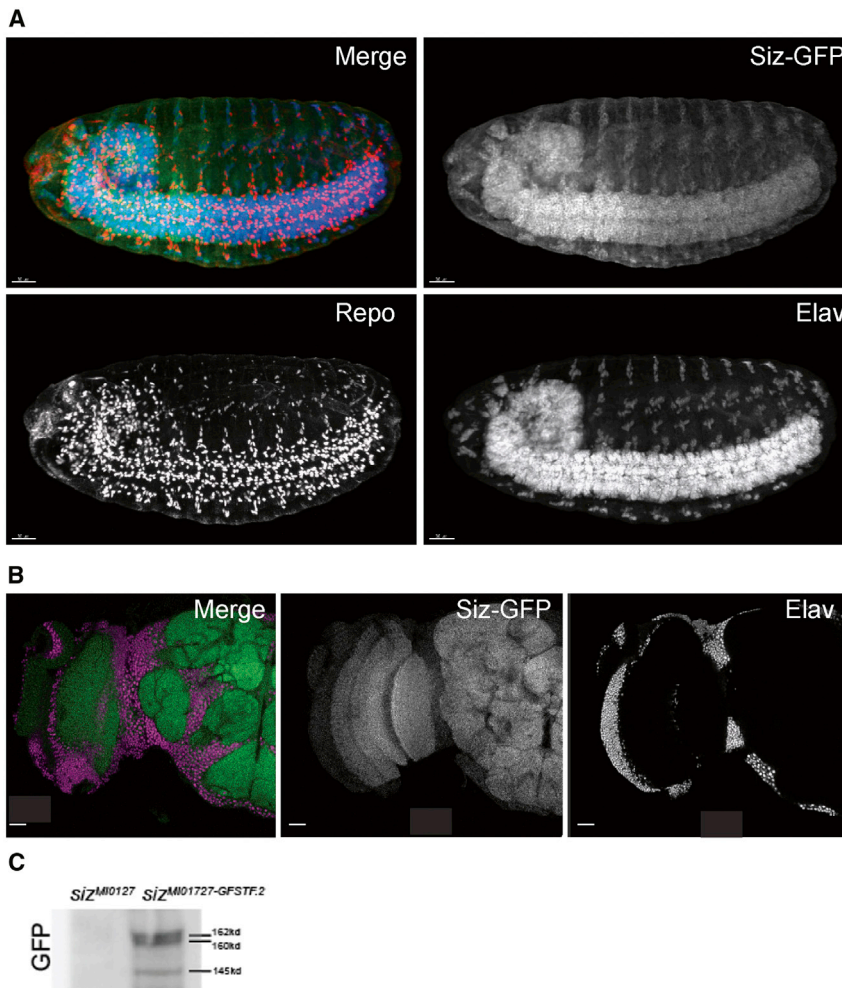 A
Merge
Siz-GFP
Repo
Elav
B
Merge
Siz-GFP
Elav
C
siz^MI0127 siz^MI01727-GFSTF.2
GFP
162kd
160kd
145kd